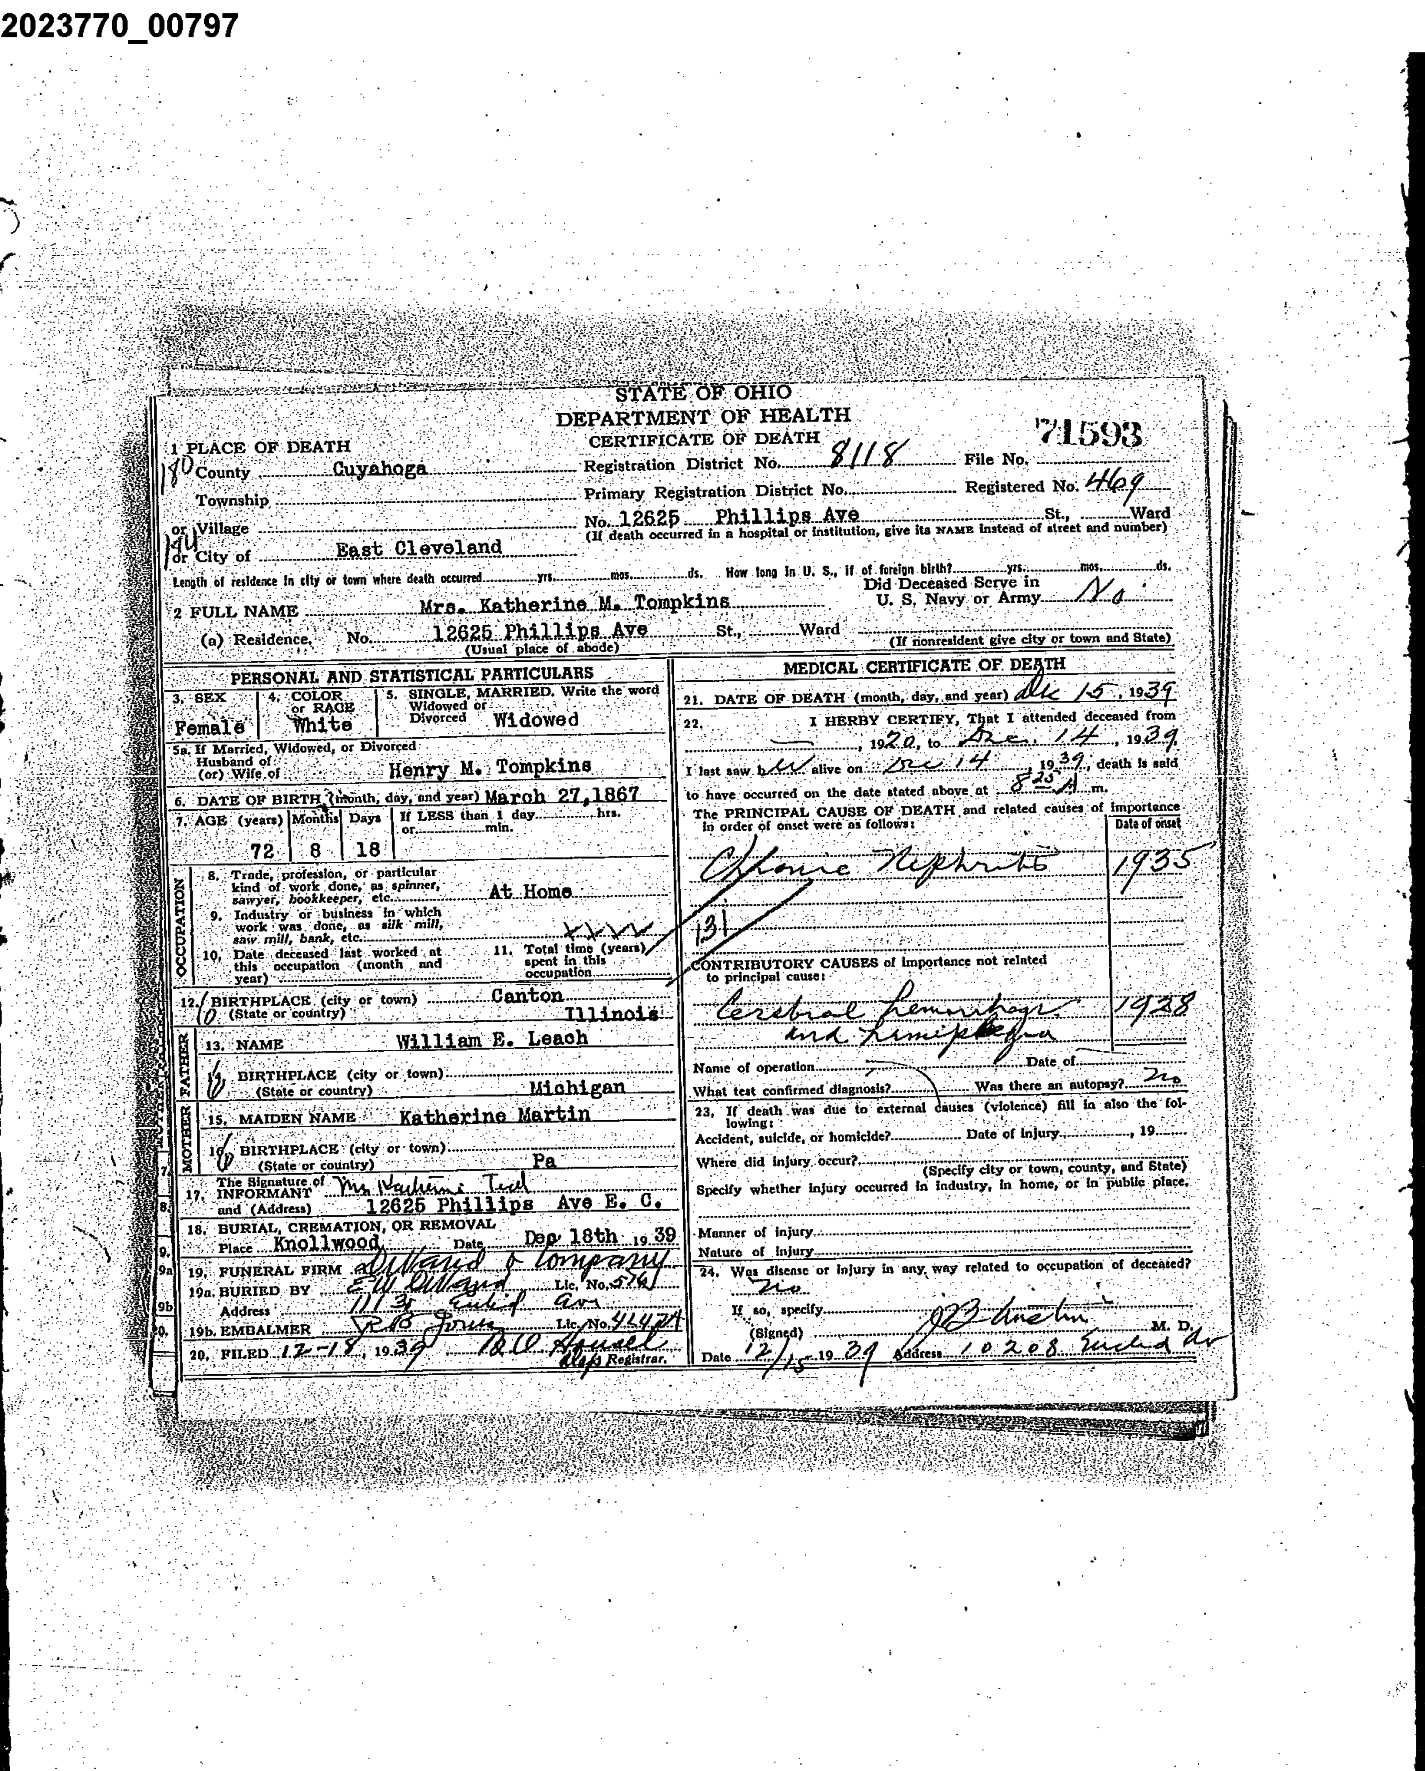 2023770_00797
STATE OF OHIO
DEPARTMENT OF HEALTH
CERTIFICATE OF DEATH
71593
1 PLACE OF DEATH
County Cuyahoga Registration District No. 8118 File No.
Township Primary Registration District No. Registered No. 469
or Village No. 12625 Phillips Ave St., Ward
(If death occurred in a hospital or institution, give its NAME instead of street and number)
or City of East Cleveland
Length of residence in city or town where death occurred yrs. mos. ds. How long in U. S., if of foreign birth? yrs. mos. ds.
Did Deceased Serve in
U. S. Navy or Army No
2 FULL NAME Mrs. Katherine M. Tompkins
(a) Residence. No. 12625 Phillips Ave St., Ward
(Usual place of abode) (If nonresident give city or town and State)
PERSONAL AND STATISTICAL PARTICULARS
3. SEX 4. COLOR or RACE 5. SINGLE, MARRIED, Write the word
Widowed or
Divorced
Female White Widowed
5a. If Married, Widowed, or Divorced
Husband of
(or) Wife of Henry M. Tompkins
6. DATE OF BIRTH (month, day, and year) March 27, 1867
7. AGE (years) Months Days If LESS than 1 day hrs.
or min.
72 8 18
OCCUPATION
8. Trade, profession, or particular
kind of work done, as spinner,
sawyer, bookkeeper, etc. At Home
9. Industry or business in which
work was done, as silk mill,
saw mill, bank, etc.
10. Date deceased last worked at
this occupation (month and
year)
11. Total time (years)
spent in this
occupation
12. BIRTHPLACE (city or town) Canton
(State or country) Illinois
FATHER
13. NAME William E. Leach
BIRTHPLACE (city or town)
(State or country) Michigan
MOTHER
15. MAIDEN NAME Katherine Martin
BIRTHPLACE (city or town)
(State or country) Pa
The Signature of
17. INFORMANT Mrs Katherine
and (Address) 12625 Phillips Ave E. C.
18. BURIAL, CREMATION, OR REMOVAL
Place Knollwood Date Dec 18th 1939
19. FUNERAL FIRM & Company
19a. BURIED BY Lic. No.
Address Euclid Ave
19b. EMBALMER Lic. No.
20. FILED 12-18, 1939
Registrar.
MEDICAL CERTIFICATE OF DEATH
21. DATE OF DEATH (month, day, and year) Dec 15, 1939
22. I HERBY CERTIFY, That I attended deceased from
— , 1920, to Dec. 14, 1939.
I last saw h alive on Dec 14, 1939, death is said
to have occurred on the date stated above at 8 25 A m.
The PRINCIPAL CAUSE OF DEATH and related causes of importance
in order of onset were as follows: Date of onset
Chronic Nephritis 1935
131
CONTRIBUTORY CAUSES of importance not related
to principal cause:
Cerebral hemorrhage 1928
and hemiplegia
Name of operation Date of
What test confirmed diagnosis? Was there an autopsy? no
23. If death was due to external causes (violence) fill in also the fol-
lowing:
Accident, suicide, or homicide? Date of injury , 19
Where did injury occur?
(Specify city or town, county, and State)
Specify whether injury occurred in industry, in home, or in public place.
Manner of injury
Nature of injury
24. Was disease or injury in any way related to occupation of deceased?
no
If so, specify
(Signed) M. D.
Date 12/15 1939 Address 10208 Euclid Av